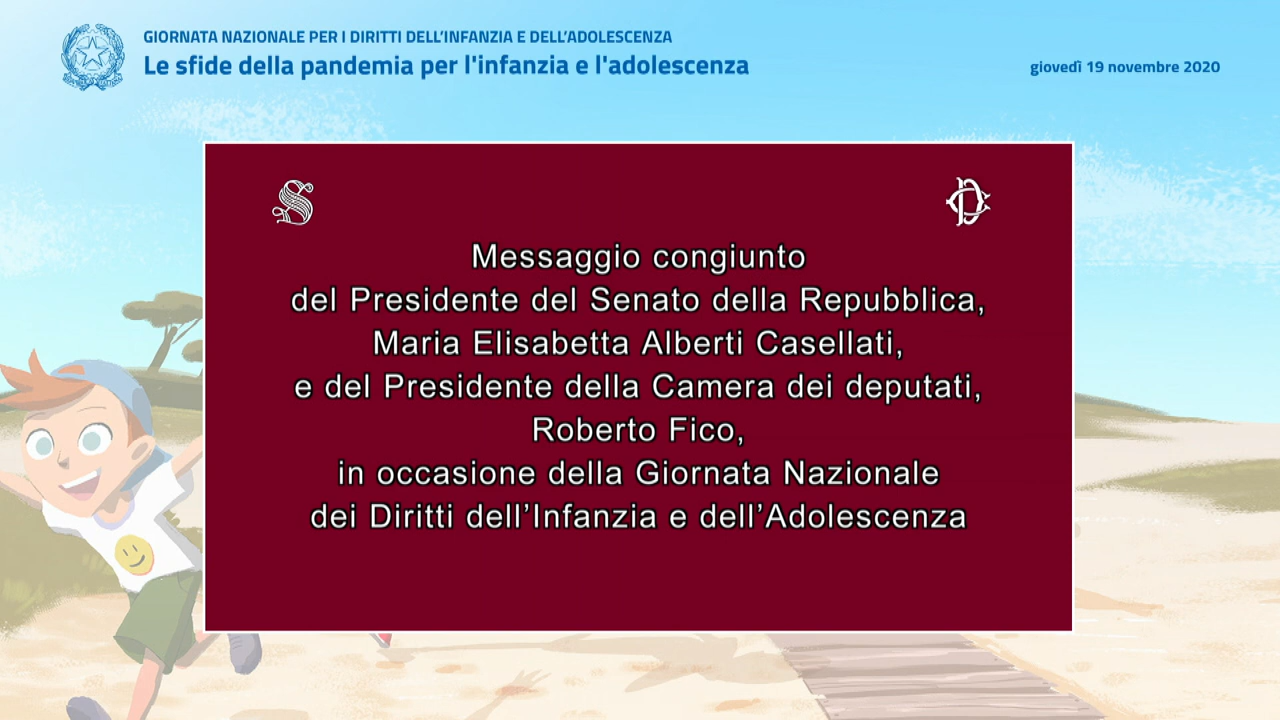 GIORNATA NAZIONALE PER I DIRITTI DELL'INFANZIA E DELL'ADOLESCENZA
Le sfide della pandemia per l'infanzia e l'adolescenza
giovedì 19 novembre 2020
Messaggio congiunto
del Presidente del Senato della Repubblica,
Maria Elisabetta Alberti Casellati,
e del Presidente della Camera dei deputati,
Roberto Fico,
in occasione della Giornata Nazionale
dei Diritti dell’Infanzia e dell’Adolescenza